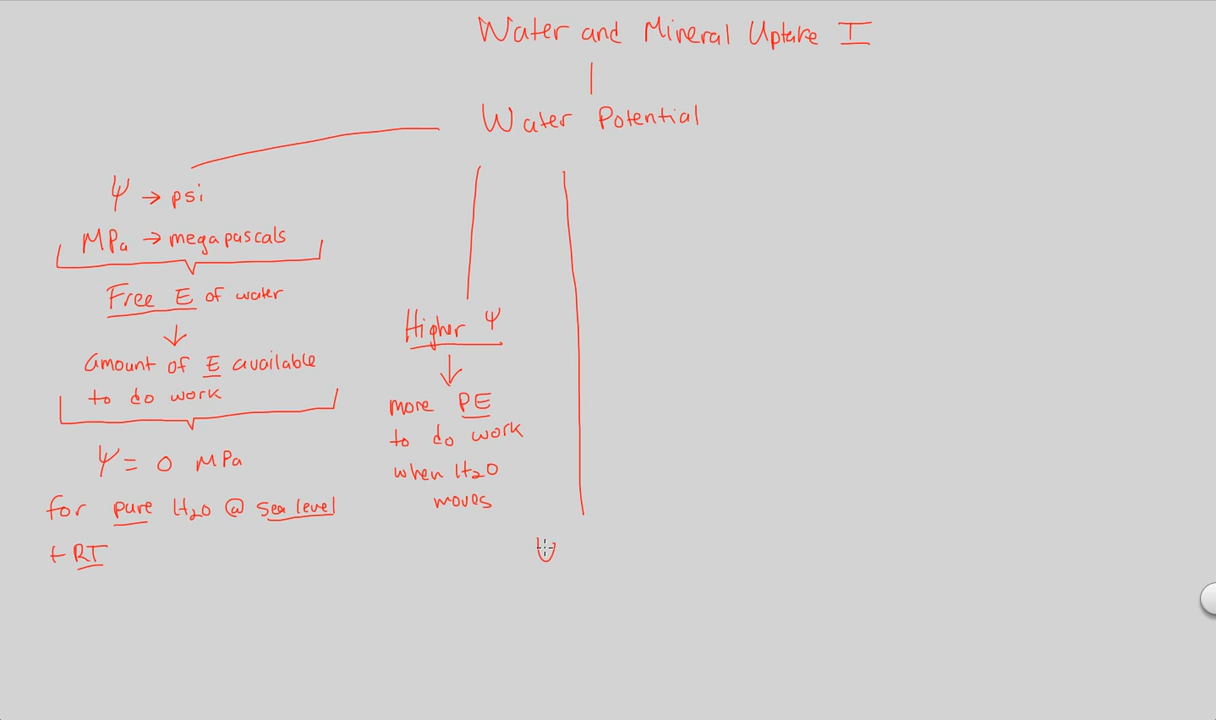 Water and Mineral Uptake I
Water Potential
Ψ → psi
MPa → megapascals
Free E of water
↓
amount of E available
to do work
Ψ = 0 MPa
for pure H₂O @ sea level
+ RT
Higher Ψ
↓
more PE
to do work
when H₂O
moves